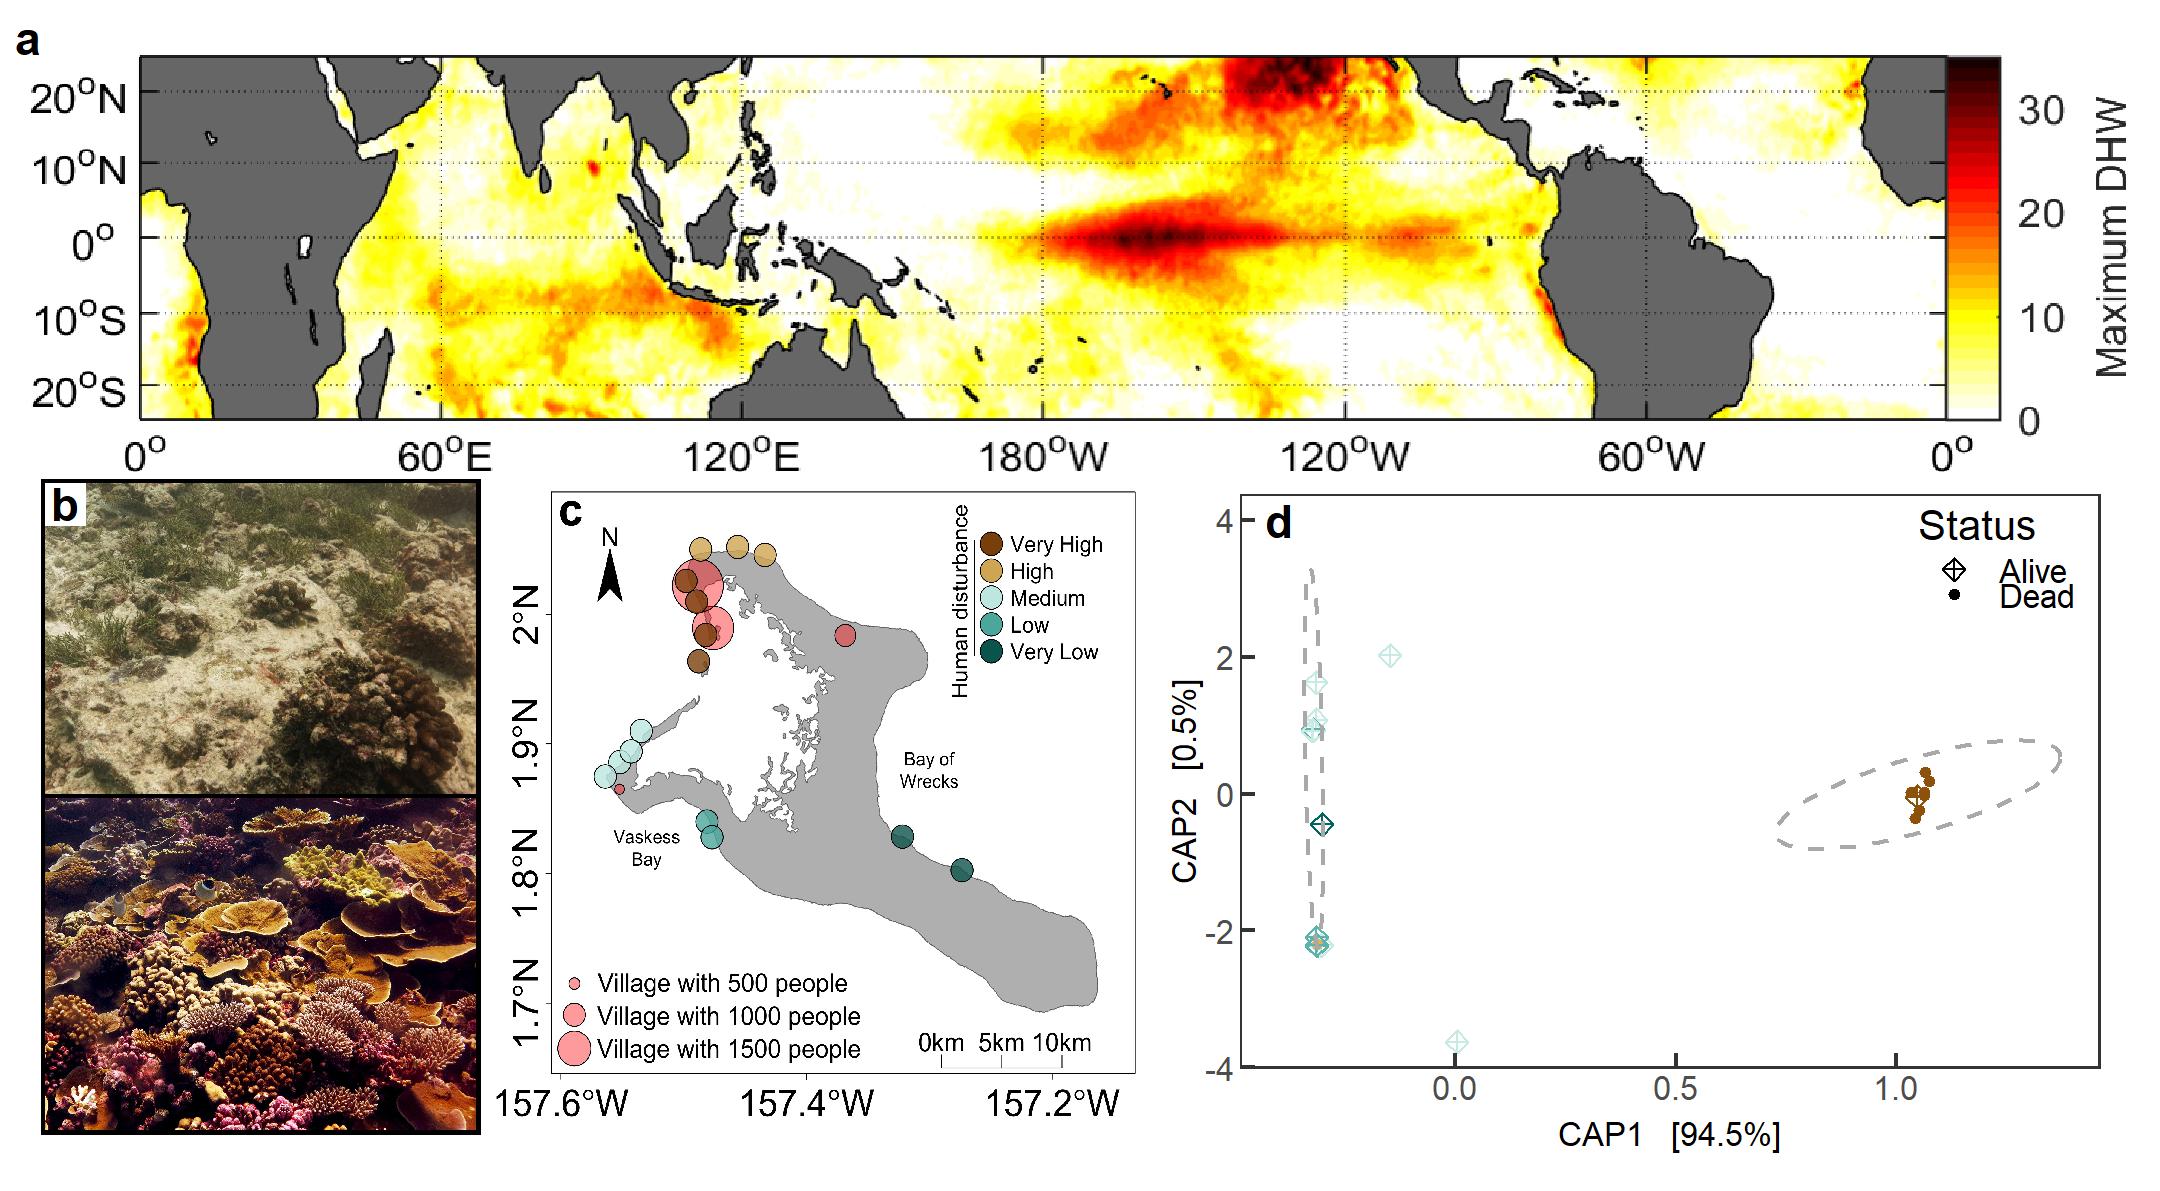 a
20°N
10°N
0°
10°S
20°S
0°
60°E
120°E
180°W
120°W
60°W
0°
30
20
10
0
Maximum DHW
b
c
N
Human disturbance
Very High
High
Medium
Low
Very Low
2°N
1.9°N
1.8°N
1.7°N
Bay of
Wrecks
Vaskess
Bay
Village with 500 people
Village with 1000 people
Village with 1500 people
0km 5km 10km
157.6°W
157.4°W
157.2°W
d
Status
Alive
Dead
4
2
0
-2
-4
CAP2 [0.5%]
0.0
0.5
1.0
CAP1 [94.5%]